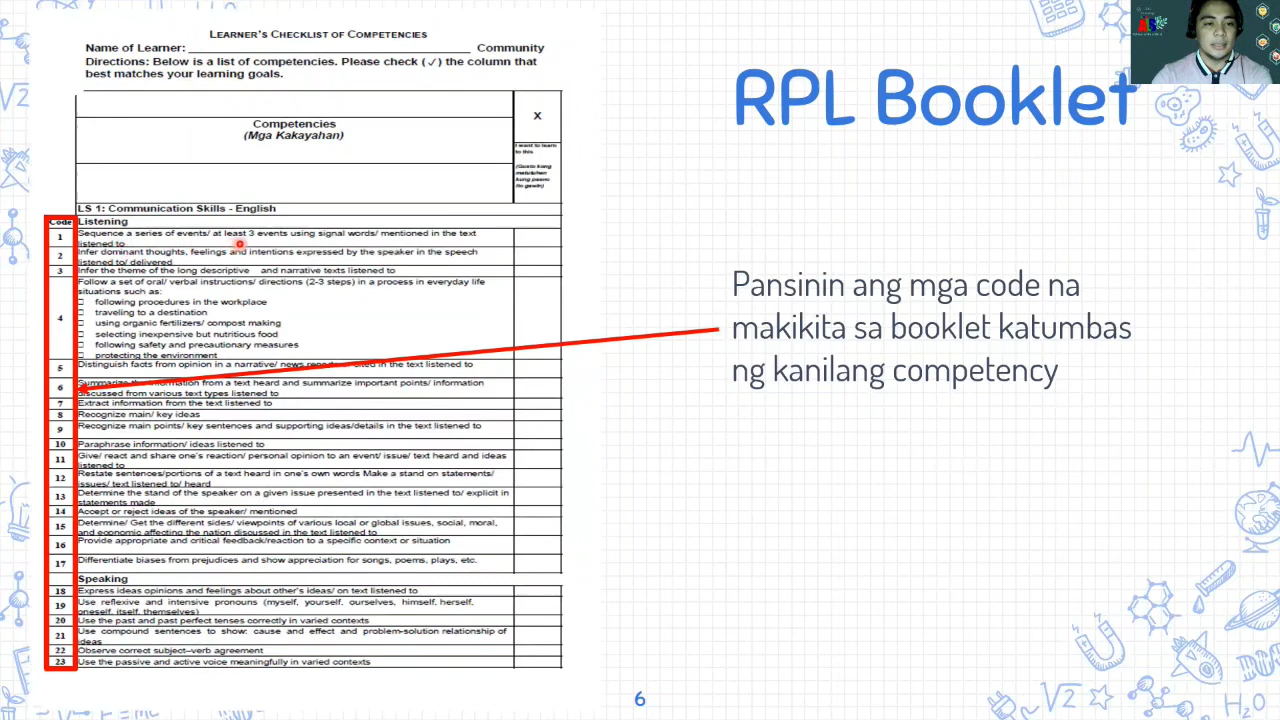 LEARNER'S CHECKLIST OF COMPETENCIES
Name of Learner: ______________________ Community
Directions: Below is a list of competencies. Please check (✓) the column that
best matches your learning goals.
X
Competencies
(Mga Kakayahan)
I want to learn
to this
(Gusto kong
matutuhan
kung paano
ito gawin)
LS 1: Communication Skills - English
Code Listening
1 Sequence a series of events/ at least 3 events using signal words/ mentioned in the text
listened to
2 Infer dominant thoughts, feelings and intentions expressed by the speaker in the speech
listened to/ delivered
3 Infer the theme of the long descriptive and narrative texts listened to
4 Follow a set of oral/ verbal instructions/ directions (2-3 steps) in a process in everyday life
situations such as:
□ following procedures in the workplace
□ traveling to a destination
□ using organic fertilizers/ compost making
□ selecting inexpensive but nutritious food
□ following safety and precautionary measures
□ protecting the environment
5 Distinguish facts from opinion in a narrative/ news in the text listened to
6 Summarize the information from a text heard and summarize important points/ information
discussed from various text types listened to
7 Extract information from the text listened to
8 Recognize main/ key ideas
9 Recognize main points/ key sentences and supporting ideas/details in the text listened to
10 Paraphrase information/ ideas listened to
11 Give/ react and share one's reaction/ personal opinion to an event/ issue/ text heard and ideas
listened to
12 Restate sentences/portions of a text heard in one's own words Make a stand on statements/
issues/ text listened to/ heard
13 Determine the stand of the speaker on a given issue presented in the text listened to/ explicit in
statements made
14 Accept or reject ideas of the speaker/ mentioned
15 Determine/ Get the different sides/ viewpoints of various local or global issues, social, moral,
and economic affecting the nation discussed in the text listened to
16 Provide appropriate and critical feedback/reaction to a specific context or situation
17 Differentiate biases from prejudices and show appreciation for songs, poems, plays, etc.
Speaking
18 Express ideas opinions and feelings about other's ideas/ on text listened to
19 Use reflexive and intensive pronouns (myself, yourself, ourselves, himself, herself,
oneself, itself, themselves)
20 Use the past and past perfect tenses correctly in varied contexts
21 Use compound sentences to show: cause and effect and problem-solution relationship of
ideas
22 Observe correct subject–verb agreement
23 Use the passive and active voice meaningfully in varied contexts
RPL Booklet
Pansinin ang mga code na
makikita sa booklet katumbas
ng kanilang competency
6